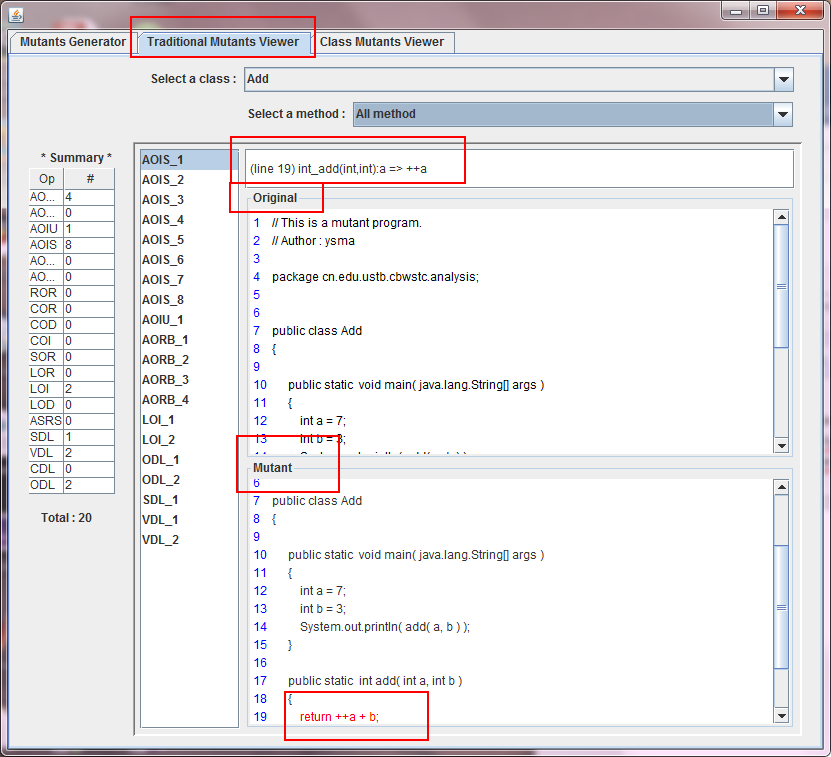 Mutants Generator Traditional Mutants Viewer Class Mutants Viewer
Select a class : Add
Select a method : All method
* Summary *
Op #
AO... 4
AO... 0
AOIU 1
AOIS 8
AO... 0
AO... 0
ROR 0
COR 0
COD 0
COI 0
SOR 0
LOR 0
LOI 2
LOD 0
ASRS 0
SDL 1
VDL 2
CDL 0
ODL 2
Total : 20
AOIS_1
AOIS_2
AOIS_3
AOIS_4
AOIS_5
AOIS_6
AOIS_7
AOIS_8
AOIU_1
AORB_1
AORB_2
AORB_3
AORB_4
LOI_1
LOI_2
ODL_1
ODL_2
SDL_1
VDL_1
VDL_2
(line 19) int_add(int,int):a => ++a
Original
1 // This is a mutant program.
2 // Author : ysma
3
4 package cn.edu.ustb.cbwstc.analysis;
5
6
7 public class Add
8 {
9
10 public static void main( java.lang.String[] args )
11 {
12 int a = 7;
13 int b = 3;
Mutant
6
7 public class Add
8 {
9
10 public static void main( java.lang.String[] args )
11 {
12 int a = 7;
13 int b = 3;
14 System.out.println( add( a, b ) );
15 }
16
17 public static int add( int a, int b )
18 {
19 return ++a + b;